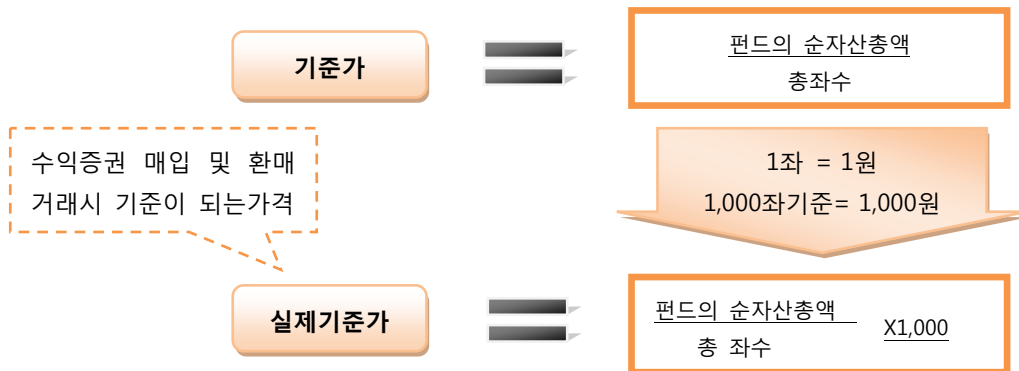 기준가
펀드의 순자산총액
총좌수
수익증권 매입 및 환매
거래시 기준이 되는가격
1좌 = 1원
1,000좌기준= 1,000원
실제기준가
펀드의 순자산총액
총 좌수
X1,000